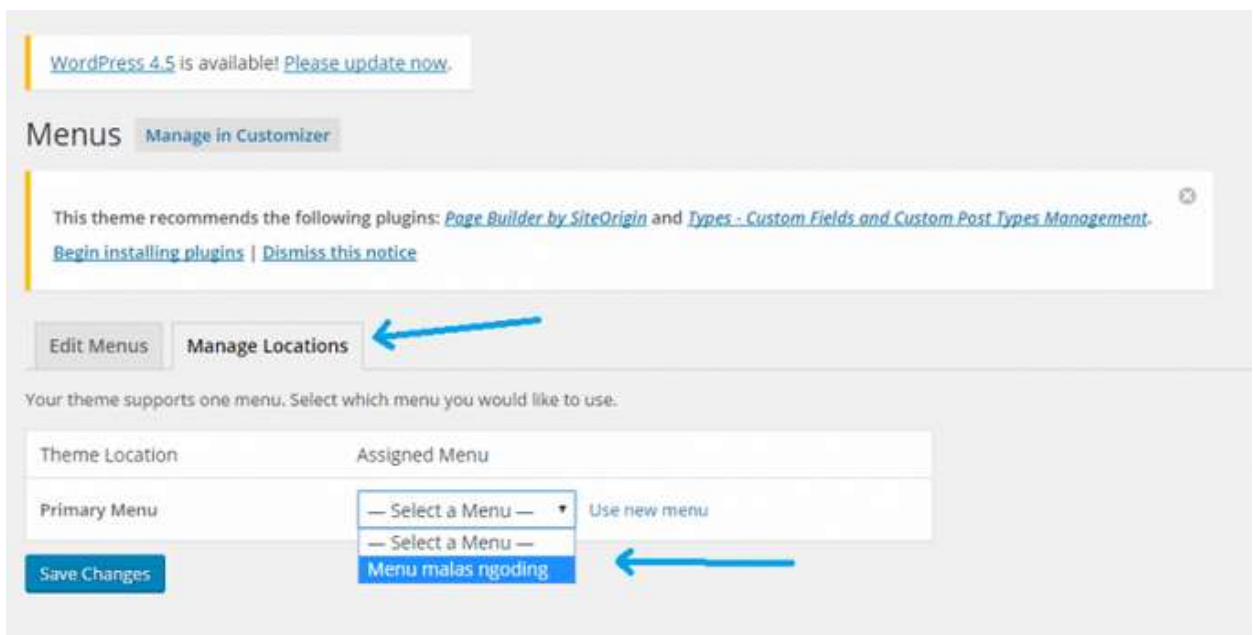 WordPress 4.5 is available! Please update now.
Menus Manage in Customizer
This theme recommends the following plugins: Page Builder by SiteOrigin and Types - Custom Fields and Custom Post Types Management.
Begin installing plugins | Dismiss this notice
Edit Menus Manage Locations
Your theme supports one menu. Select which menu you would like to use.
Theme Location Assigned Menu
Primary Menu — Select a Menu — Use new menu
— Select a Menu —
Menu malas ngoding
Save Changes